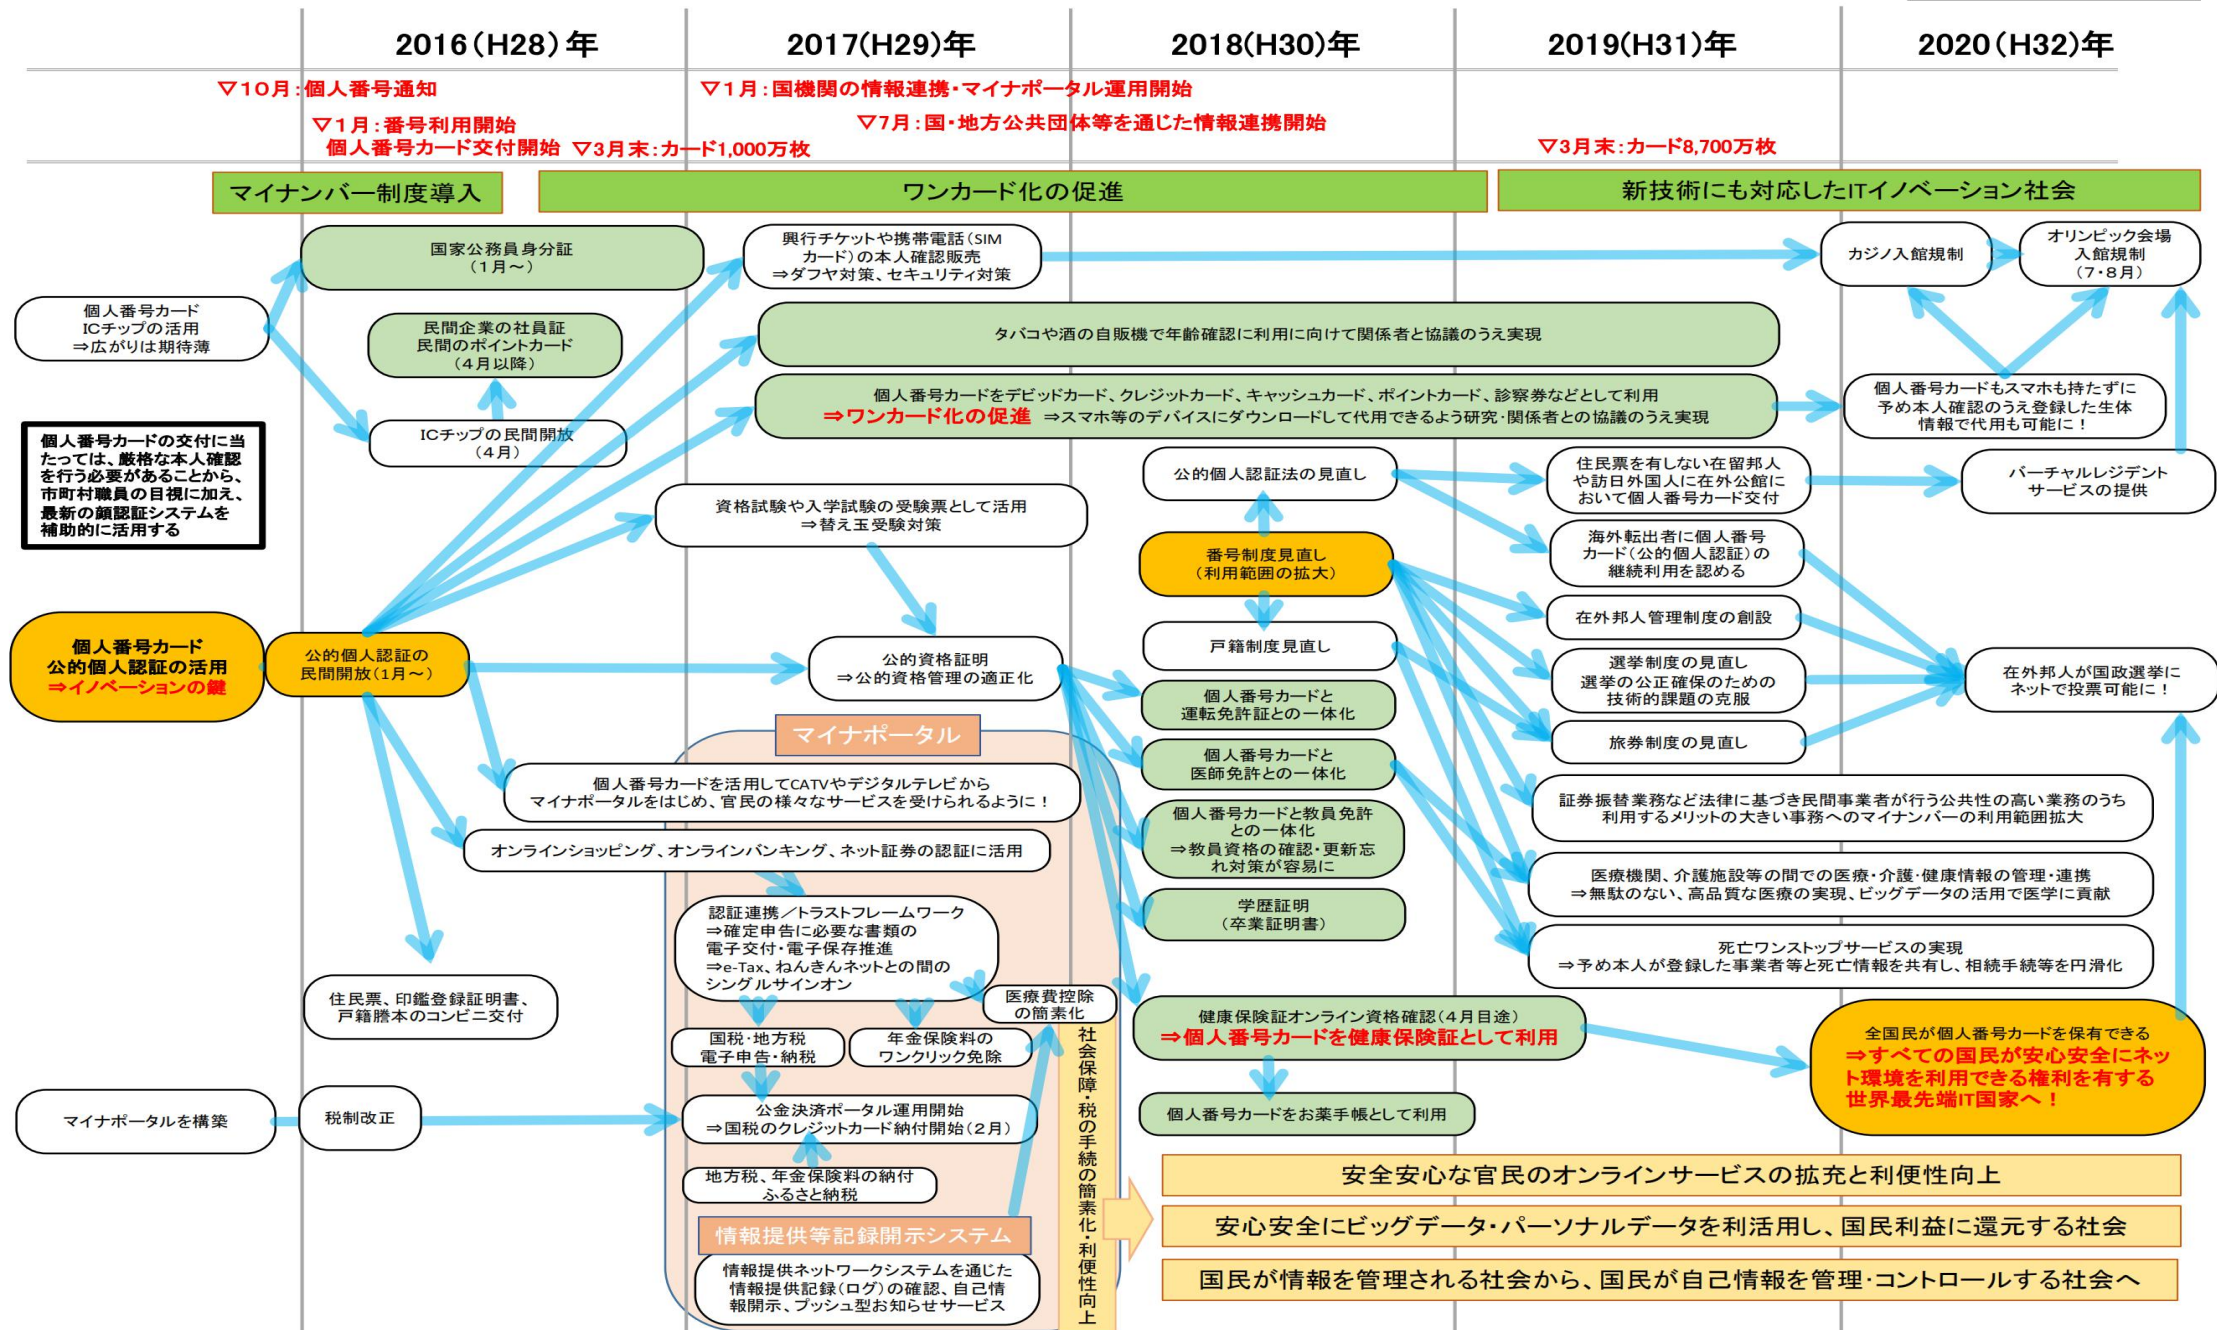 2016(H28)年
2017(H29)年
2018(H30)年
2019(H31)年
2020(H32)年
▽10月:個人番号通知
▽1月:国機関の情報連携・マイナポータル運用開始
▽1月:番号利用開始
個人番号カード交付開始
▽7月:国・地方公共団体等を通じた情報連携開始
▽3月末:カード1,000万枚
▽3月末:カード8,700万枚
マイナンバー制度導入
ワンカード化の促進
新技術にも対応したITイノベーション社会
国家公務員身分証
(1月~)
興行チケットや携帯電話(SIM
カード)の本人確認販売
⇒ダフヤ対策、セキュリティ対策
カジノ入館規制
オリンピック会場
入館規制
(7・8月)
個人番号カード
ICチップの活用
⇒広がりは期待薄
民間企業の社員証
民間のポイントカード
(4月以降)
タバコや酒の自販機で年齢確認に利用に向けて関係者と協議のうえ実現
個人番号カードをデビッドカード、クレジットカード、キャッシュカード、ポイントカード、診察券などとして利用
⇒ワンカード化の促進 ⇒スマホ等のデバイスにダウンロードして代用できるよう研究・関係者との協議のうえ実現
個人番号カードもスマホも持たずに
予め本人確認のうえ登録した生体
情報で代用も可能に!
ICチップの民間開放
(4月)
個人番号カードの交付に当
たっては、厳格な本人確認
を行う必要があることから、
市町村職員の目視に加え、
最新の顔認証システムを
補助的に活用する
公的個人認証法の見直し
住民票を有しない在留邦人
や訪日外国人に在外公館に
おいて個人番号カード交付
バーチャルレジデント
サービスの提供
資格試験や入学試験の受験票として活用
⇒替え玉受験対策
番号制度見直し
(利用範囲の拡大)
海外転出者に個人番号
カード(公的個人認証)の
継続利用を認める
在外邦人管理制度の創設
個人番号カード
公的個人認証の活用
⇒イノベーションの鍵
公的個人認証の
民間開放(1月~)
公的資格証明
⇒公的資格管理の適正化
戸籍制度見直し
選挙制度の見直し
選挙の公正確保のための
技術的課題の克服
在外邦人が国政選挙に
ネットで投票可能に!
個人番号カードと
運転免許証との一体化
旅券制度の見直し
マイナポータル
個人番号カードと
医師免許との一体化
個人番号カードを活用してCATVやデジタルテレビから
マイナポータルをはじめ、官民の様々なサービスを受けられるように!
証券振替業務など法律に基づき民間事業者が行う公共性の高い業務のうち
利用するメリットの大きい事務へのマイナンバーの利用範囲拡大
個人番号カードと教員免許
との一体化
⇒教員資格の確認・更新忘
れ対策が容易に
オンラインショッピング、オンラインバンキング、ネット証券の認証に活用
医療機関、介護施設等の間での医療・介護・健康情報の管理・連携
⇒無駄のない、高品質な医療の実現、ビッグデータの活用で医学に貢献
認証連携/トラストフレームワーク
⇒確定申告に必要な書類の
電子交付・電子保存推進
⇒e-Tax、ねんきんネットとの間の
シングルサインオン
学歴証明
(卒業証明書)
死亡ワンストップサービスの実現
⇒予め本人が登録した事業者等と死亡情報を共有し、相続手続等を円滑化
住民票、印鑑登録証明書、
戸籍謄本のコンビニ交付
医療費控除
の簡素化
国税・地方税
電子申告・納税
年金保険料の
ワンクリック免除
健康保険証オンライン資格確認(4月目途)
⇒個人番号カードを健康保険証として利用
全国民が個人番号カードを保有できる
⇒すべての国民が安心安全にネッ
ト環境を利用できる権利を有する
世界最先端IT国家へ!
マイナポータルを構築
税制改正
公金決済ポータル運用開始
⇒国税のクレジットカード納付開始(2月)
個人番号カードをお薬手帳として利用
地方税、年金保険料の納付
ふるさと納税
社会保障・税の手続の簡素化・利便性向上
情報提供等記録開示システム
情報提供ネットワークシステムを通じた
情報提供記録(ログ)の確認、自己情
報開示、プッシュ型お知らせサービス
安全安心な官民のオンラインサービスの拡充と利便性向上
安心安全にビッグデータ・パーソナルデータを利活用し、国民利益に還元する社会
国民が情報を管理される社会から、国民が自己情報を管理・コントロールする社会へ